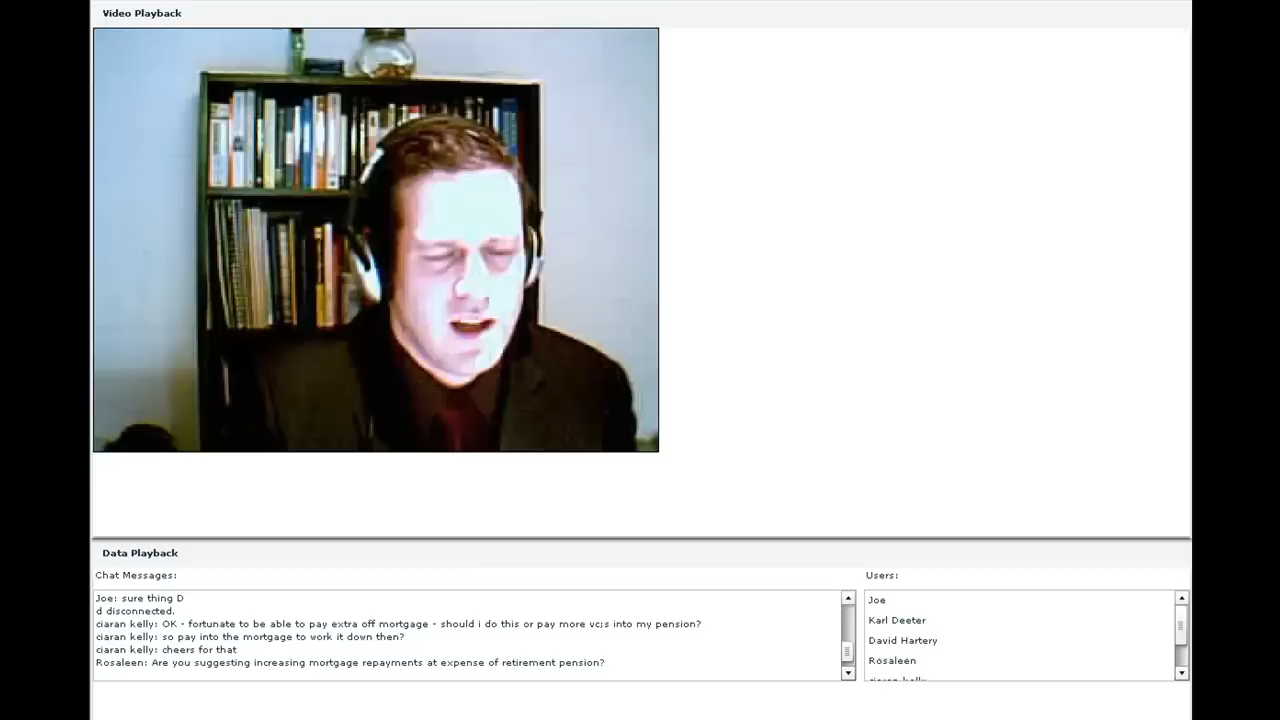 Video Playback
Data Playback
Chat Messages:
Users:
Joe: sure thing D
d disconnected.
ciaran kelly: OK - fortunate to be able to pay extra off mortgage - should i do this or pay more vc;s into my pension?
ciaran kelly: so pay into the mortgage to work it down then?
ciaran kelly: cheers for that
Rosaleen: Are you suggesting increasing mortgage repayments at expense of retirement pension?
Joe
Karl Deeter
David Hartery
Rosaleen
ciaran kelly